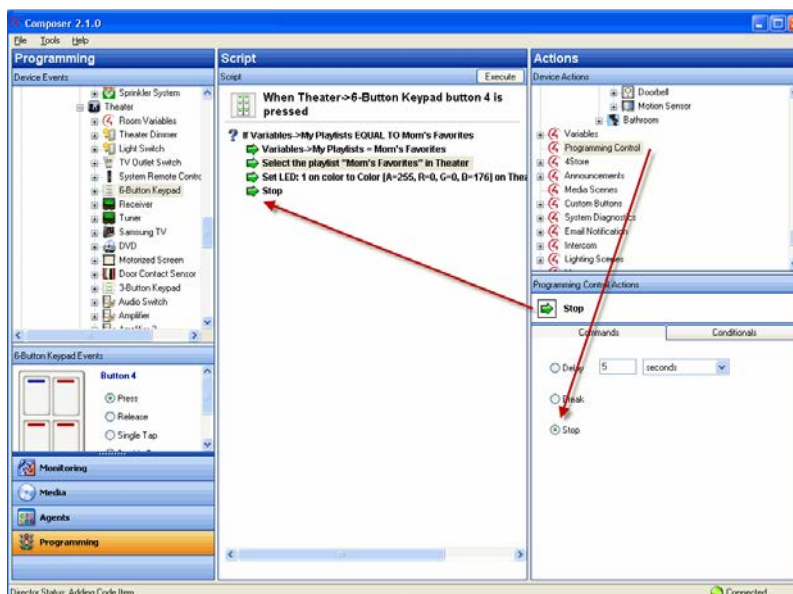 Composer 2.1.0
File Tools Help
Programming
Device Events
Sprinkler System
Theater
Room Variables
Theater Dimmer
Light Switch
TV Outlet Switch
System Remote Contro
6-Button Keypad
Receiver
Tuner
Samsung TV
DVD
Motorized Screen
Door Contact Sensor
3-Button Keypad
Audio Switch
Amplifier
6-Button Keypad Events
Button 4
Press
Release
Single Tap
Monitoring
Media
Agents
Programming
Script
Script Execute
When Theater->6-Button Keypad button 4 is
pressed
If Variables->My Playlists EQUAL TO Mom's Favorites
Variables->My Playlists = Mom's Favorites
Select the playlist "Mom's Favorites" in Theater
Set LED: 1 on color to Color [A=255, R=0, G=0, B=176] on Thea
Stop
Actions
Device Actions
Doorbell
Motion Sensor
Bathroom
Variables
Programming Control
4Store
Announcements
Media Scenes
Custom Buttons
System Diagnostics
Email Notification
Intercom
Lighting Scenes
Programming Control Actions
Stop
Commands Conditionals
Delay 5 seconds
Break
Stop
Director Status: Adding Code Item
Connected